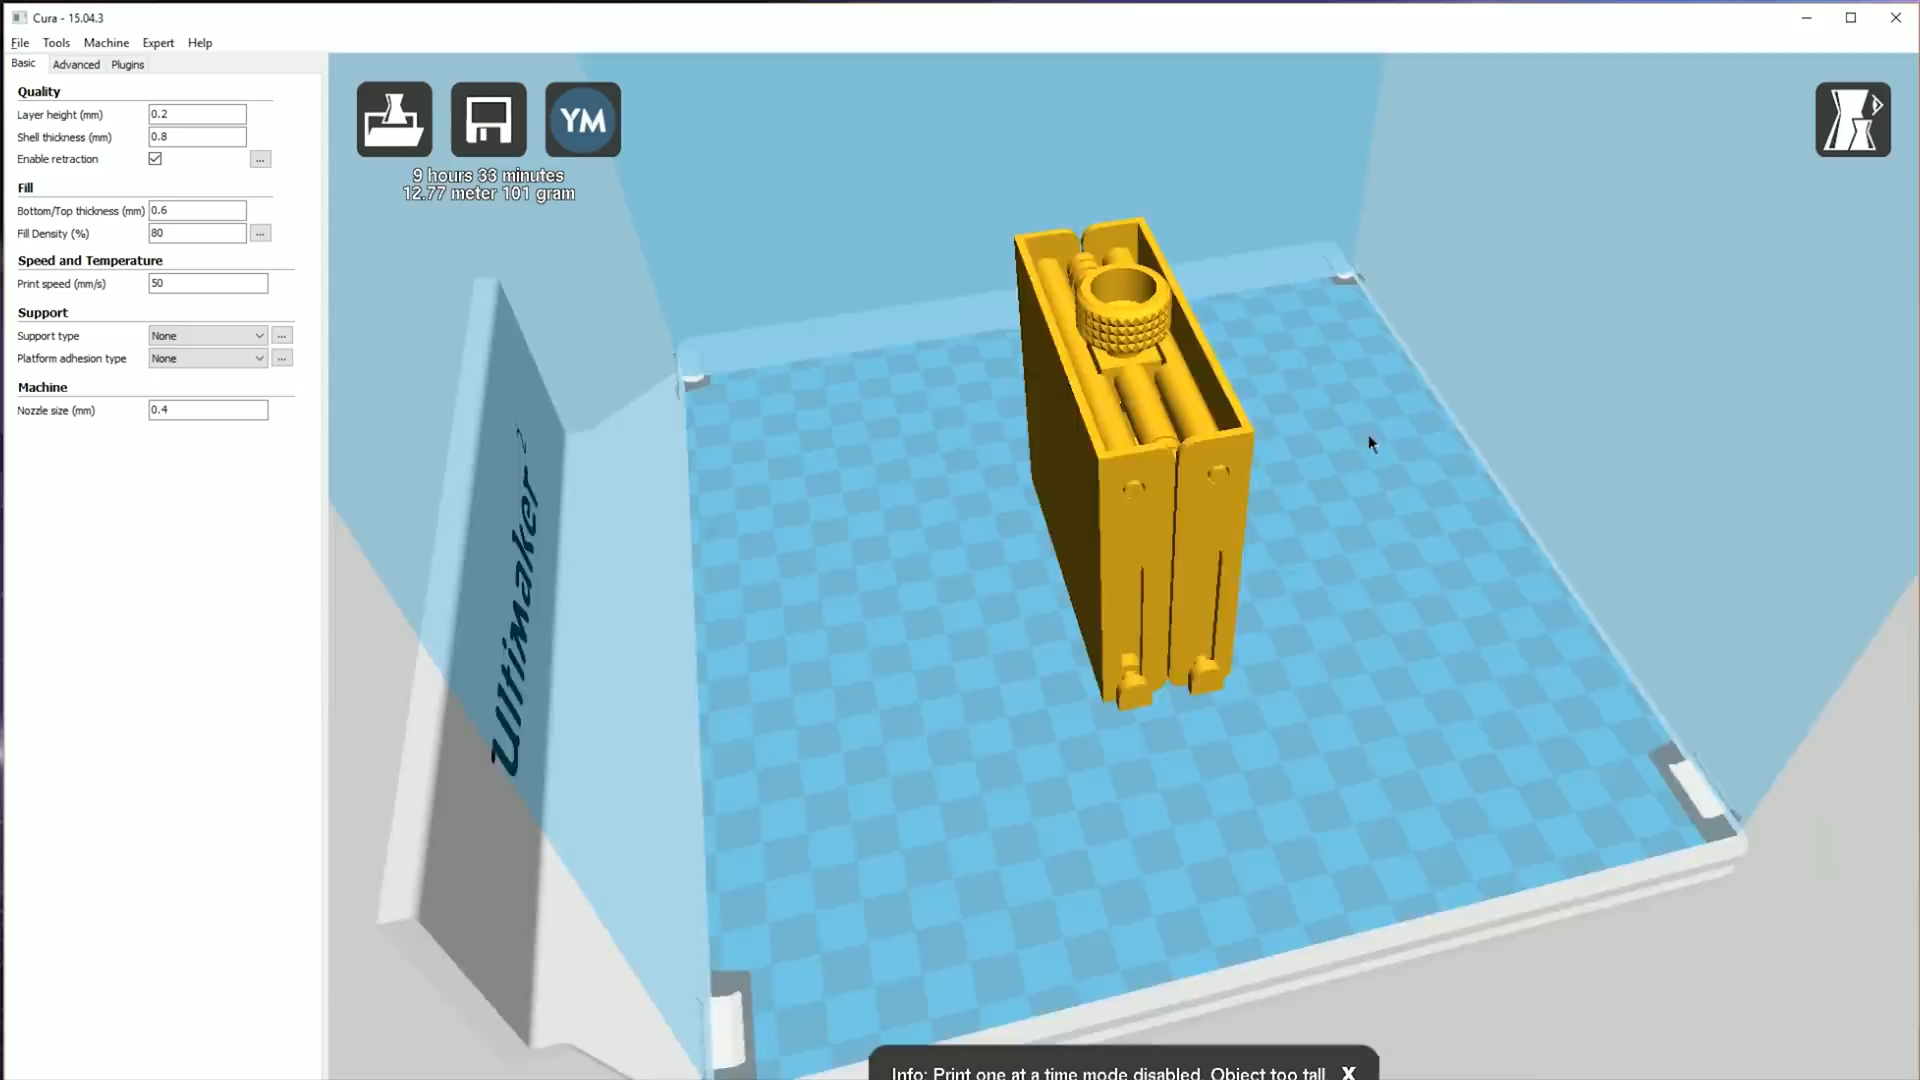 Cura - 15.04.3
File Tools Machine Expert Help
Basic Advanced Plugins
Quality
Layer height (mm) 0.2
Shell thickness (mm) 0.8
Enable retraction ...
Fill
Bottom/Top thickness (mm) 0.6
Fill Density (%) 80 ...
Speed and Temperature
Print speed (mm/s) 50
Support
Support type None ...
Platform adhesion type None ...
Machine
Nozzle size (mm) 0.4
YM
9 hours 33 minutes
12.77 meter 101 gram
Ultimaker 2
Info: Print one at a time mode disabled. Object too tall X